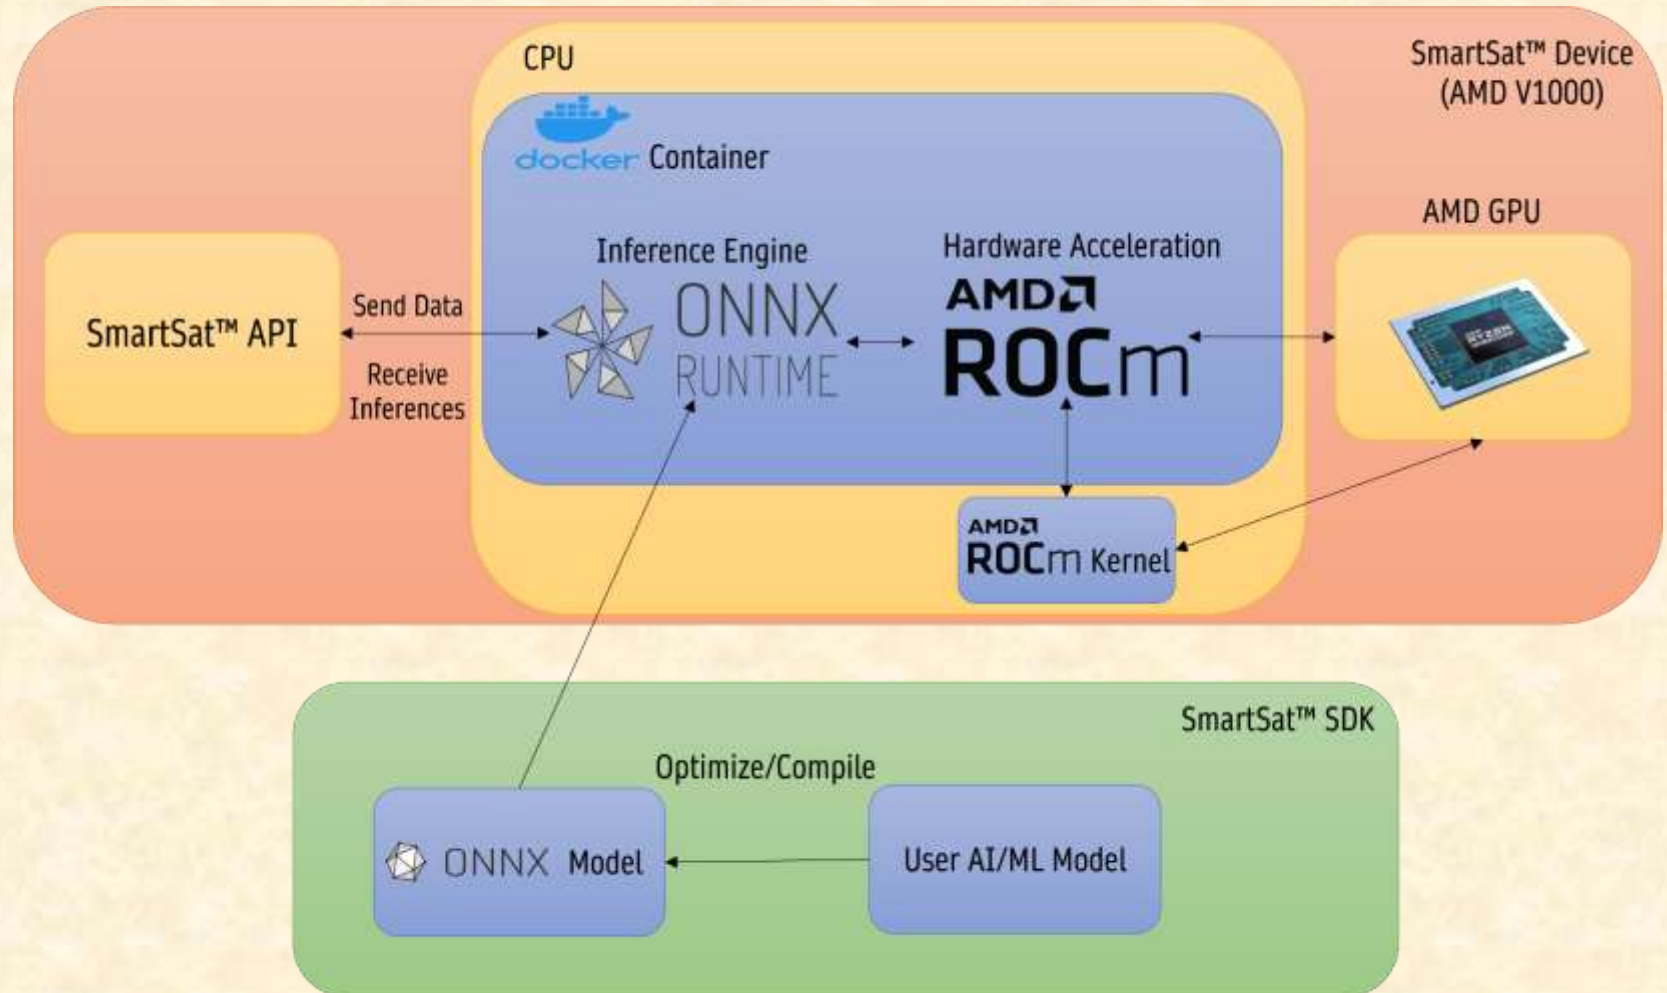 CPU
SmartSat™ Device
(AMD V1000)
docker Container
AMD GPU
Inference Engine
Hardware Acceleration
ONNX
RUNTIME
AMD
ROCm
SmartSat™ API
Send Data
Receive
Inferences
RYZEN
AMD
ROCm Kernel
SmartSat™ SDK
Optimize/Compile
ONNX Model
User AI/ML Model